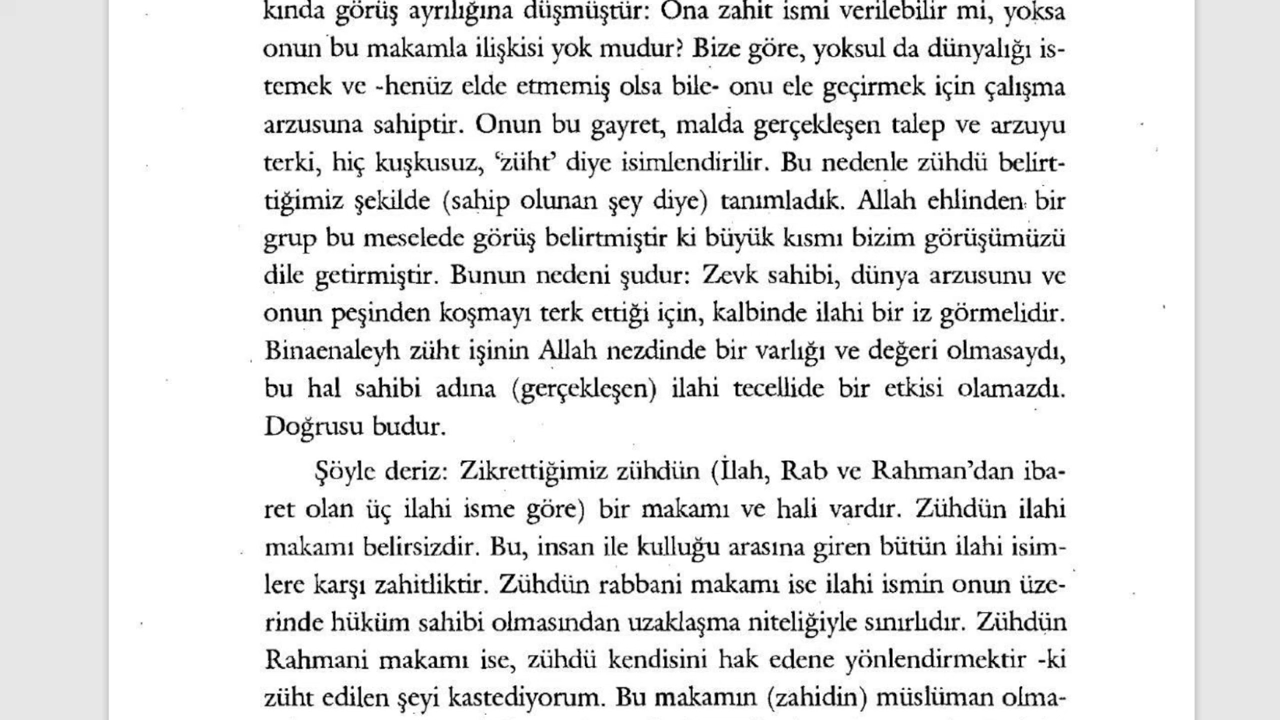 kında görüş ayrılığına düşmüştür: Ona zahit ismi verilebilir mi, yoksa
onun bu makamla ilişkisi yok mudur? Bize göre, yoksul da dünyalığı is-
temek ve -henüz elde etmemiş olsa bile- onu ele geçirmek için çalışma
arzusuna sahiptir. Onun bu gayret, malda gerçekleşen talep ve arzuyu
terki, hiç kuşkusuz, ‘züht’ diye isimlendirilir. Bu nedenle zühdü belirt-
tiğimiz şekilde (sahip olunan şey diye) tanımladık. Allah ehlinden bir
grup bu meselede görüş belirtmiştir ki büyük kısmı bizim görüşümüzü
dile getirmiştir. Bunun nedeni şudur: Zevk sahibi, dünya arzusunu ve
onun peşinden koşmayı terk ettiği için, kalbinde ilahi bir iz görmelidir.
Binaenaleyh züht işinin Allah nezdinde bir varlığı ve değeri olmasaydı,
bu hal sahibi adına (gerçekleşen) ilahi tecellide bir etkisi olamazdı.
Doğrusu budur.
Şöyle deriz: Zikrettiğimiz zühdün (İlah, Rab ve Rahman’dan iba-
ret olan üç ilahi isme göre) bir makamı ve hali vardır. Zühdün ilahi
makamı belirsizdir. Bu, insan ile kulluğu arasına giren bütün ilahi isim-
lere karşı zahitliktir. Zühdün rabbani makamı ise ilahi ismin onun üze-
rinde hüküm sahibi olmasından uzaklaşma niteliğiyle sınırlıdır. Zühdün
Rahmani makamı ise, zühdü kendisini hak edene yönlendirmektir -ki
züht edilen şeyi kastediyorum. Bu makamın (zahidin) müslüman olma-